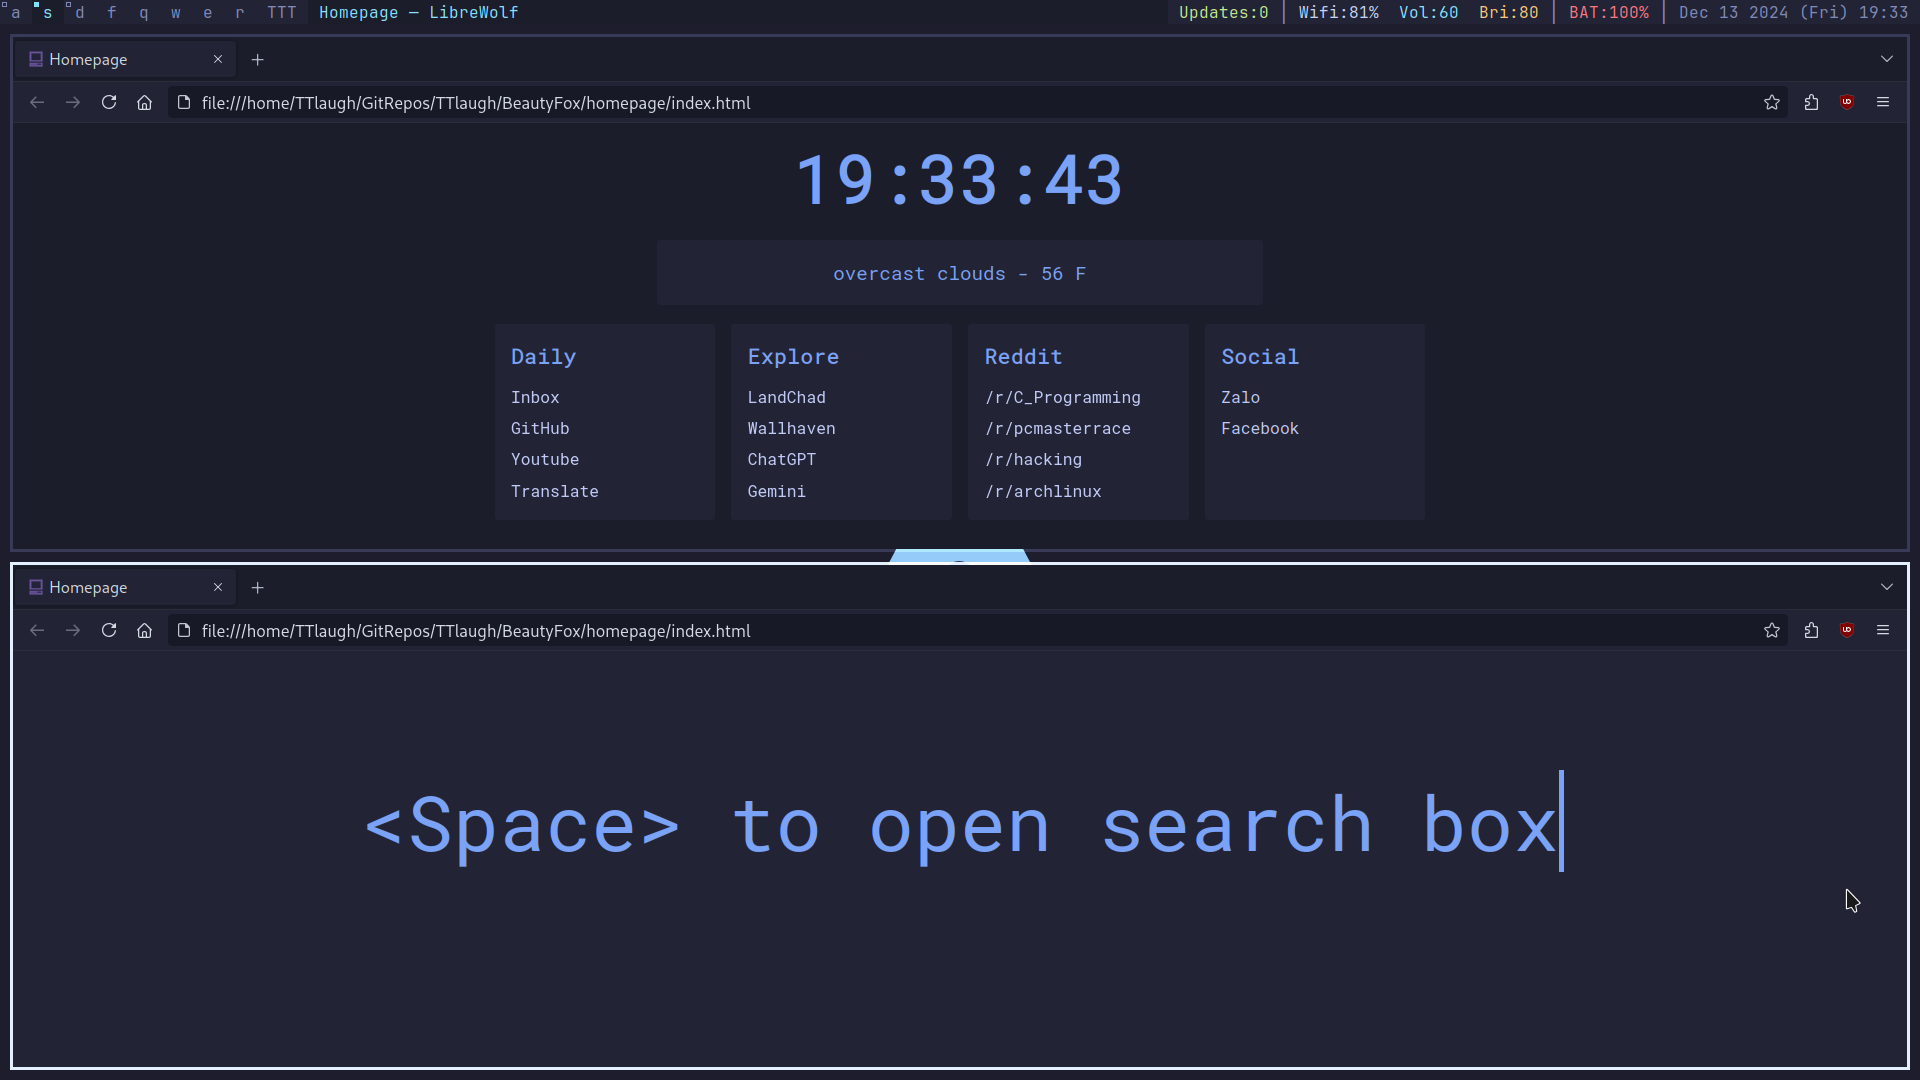 a s d f q w e r TTT Homepage — LibreWolf Updates:0 | Wifi:81% Vol:60 Bri:80 | BAT:100% | Dec 13 2024 (Fri) 19:33
Homepage
file:///home/TTlaugh/GitRepos/TTlaugh/BeautyFox/homepage/index.html
19:33:43
overcast clouds - 56 F
Daily
Inbox
GitHub
Youtube
Translate
Explore
LandChad
Wallhaven
ChatGPT
Gemini
Reddit
/r/C_Programming
/r/pcmasterrace
/r/hacking
/r/archlinux
Social
Zalo
Facebook
Homepage
file:///home/TTlaugh/GitRepos/TTlaugh/BeautyFox/homepage/index.html
<Space> to open search box